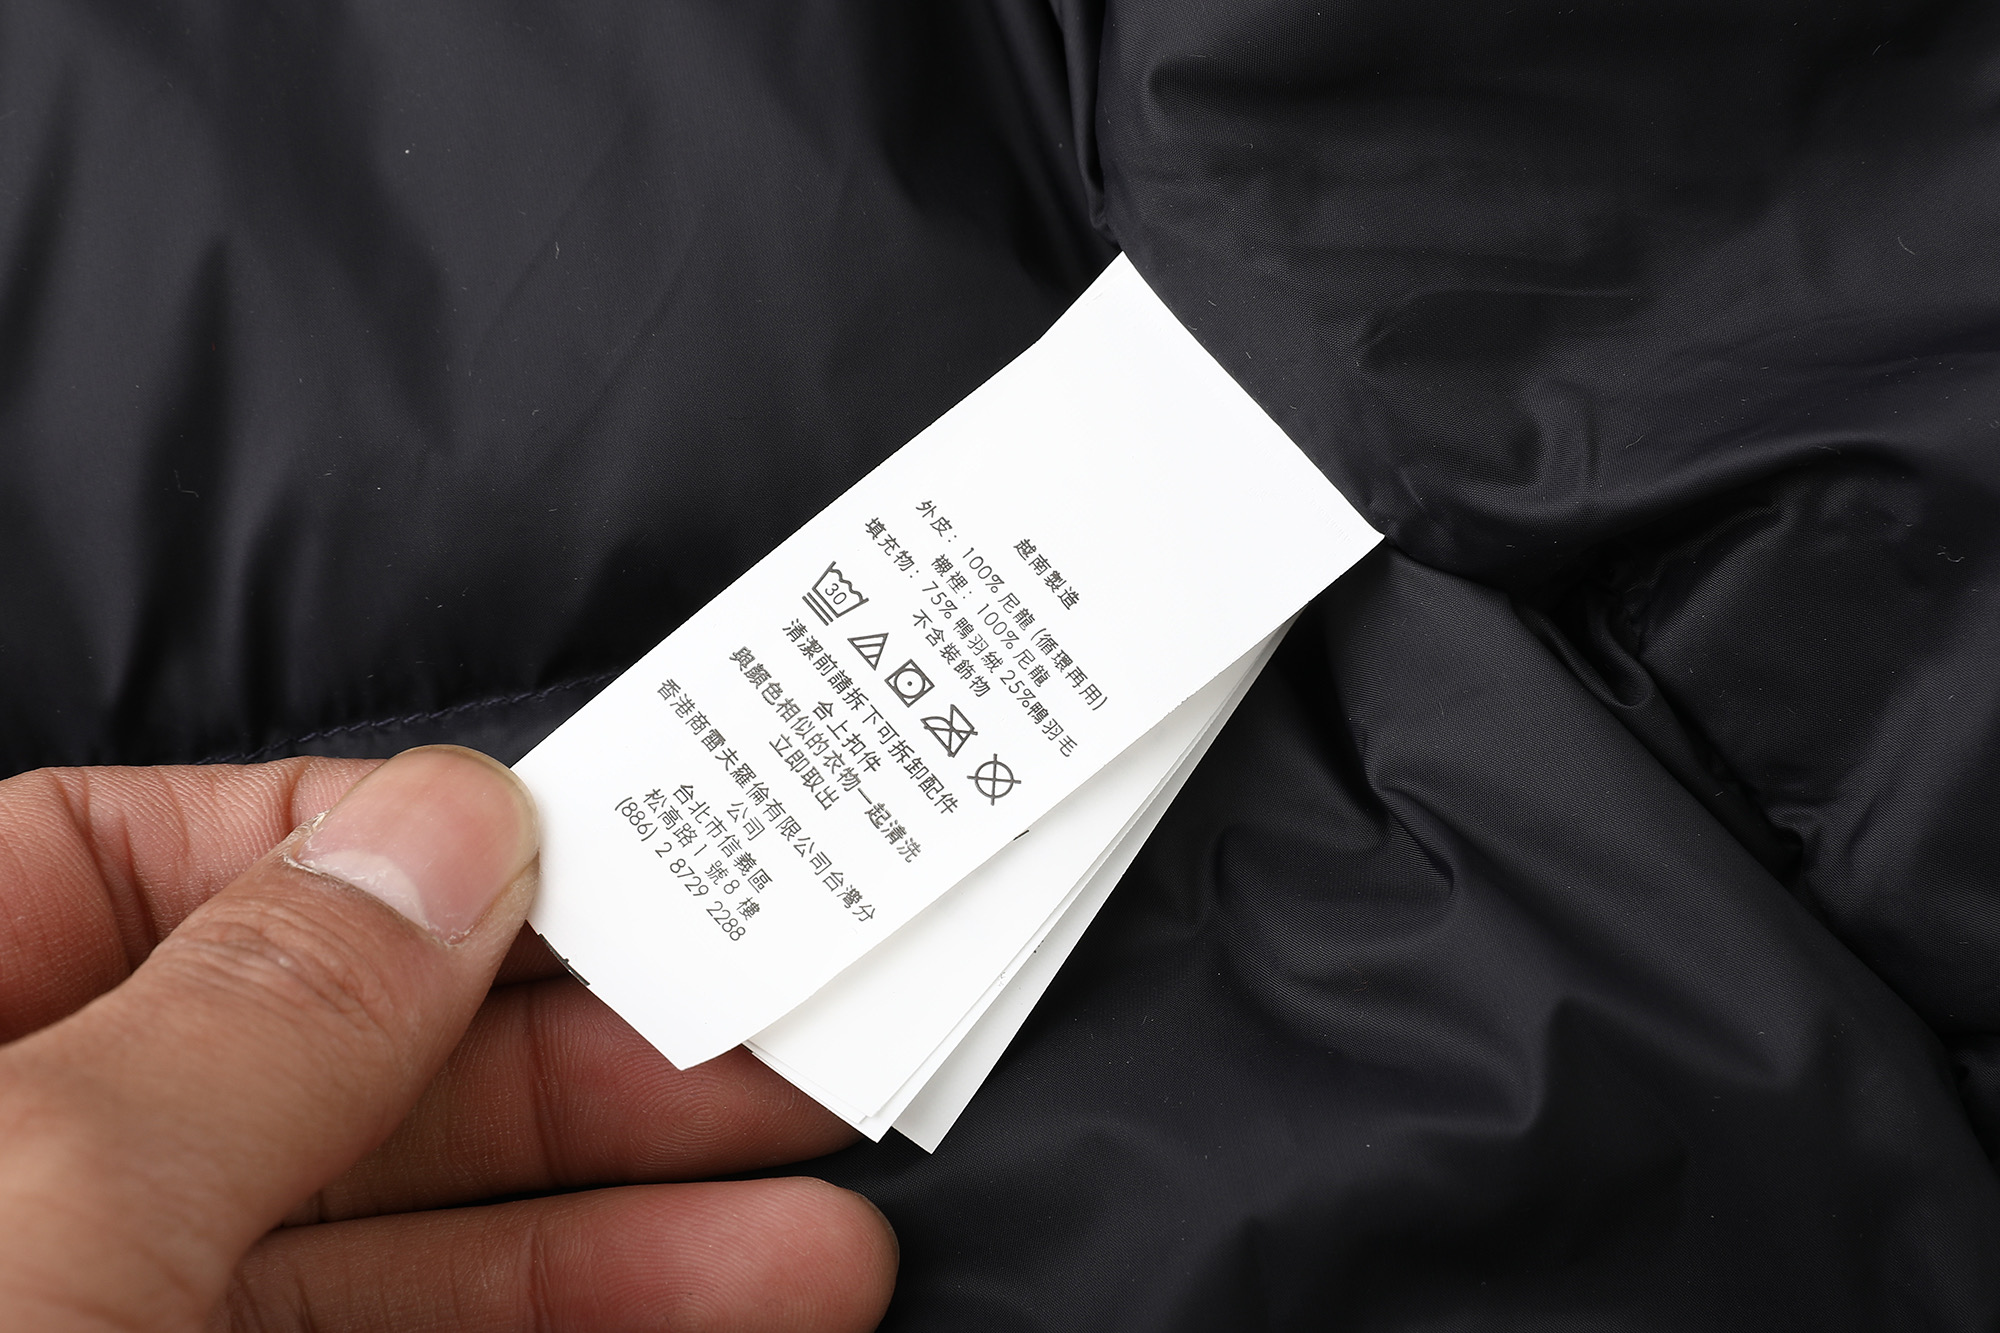 越南製造
外皮：100% 尼龍 (循環再用)
襯裡：100% 尼龍
填充物：75% 鴨羽絨 25%鴨羽毛
不含裝飾物
30
清潔前請拆下可拆卸配件
合上扣件
與顏色相似的衣物一起清洗
立即取出
香港商雷夫羅倫有限公司台灣分
公司
台北市信義區
松高路 1 號 8 樓
(886) 2 8729 2288